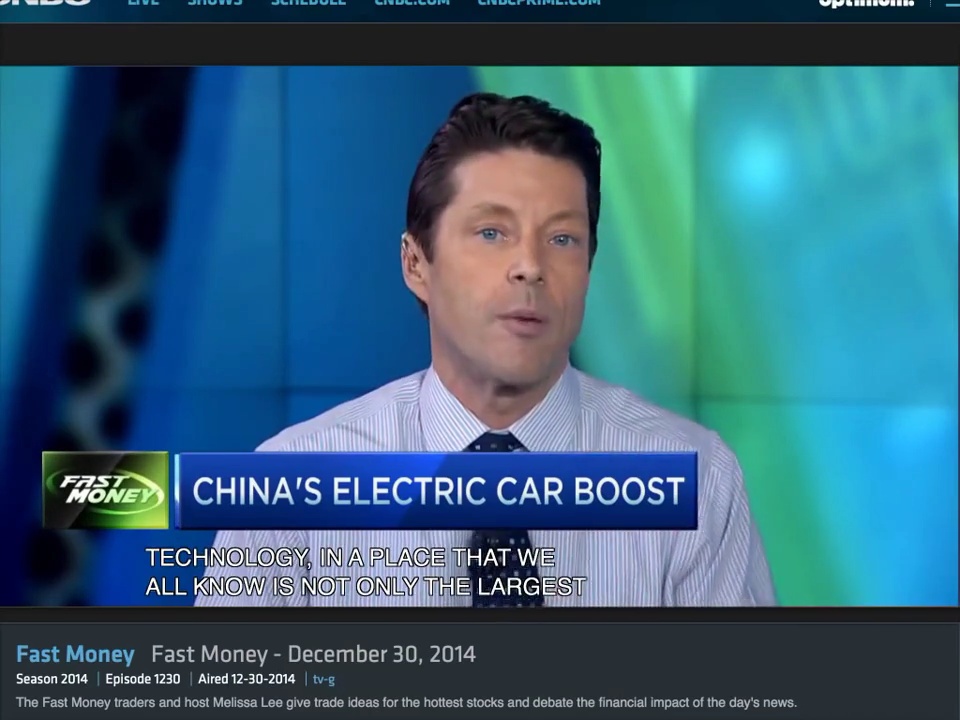 LIVE SHOWS SCHEDULE CNBC.COM CNBCPRIME.COM optimum.
FAST MONEY
CHINA'S ELECTRIC CAR BOOST
TECHNOLOGY, IN A PLACE THAT WE
ALL KNOW IS NOT ONLY THE LARGEST
Fast Money Fast Money - December 30, 2014
Season 2014 | Episode 1230 | Aired 12-30-2014 | tv-g
The Fast Money traders and host Melissa Lee give trade ideas for the hottest stocks and debate the financial impact of the day's news.